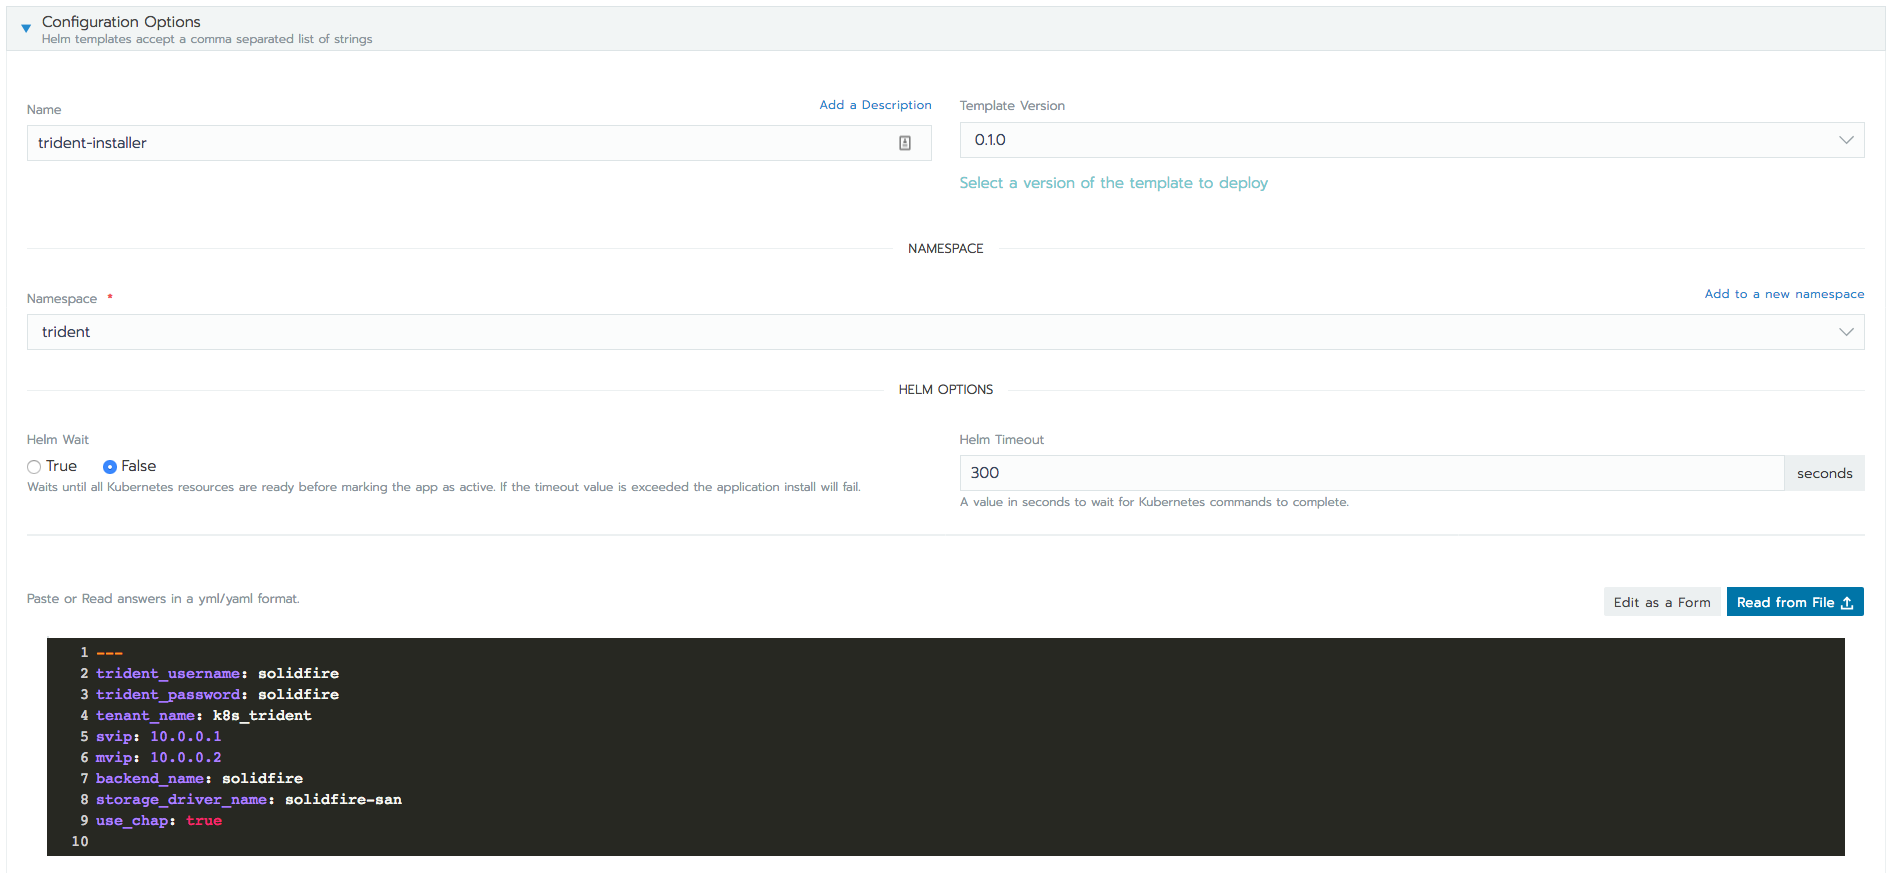 Configuration Options
Helm templates accept a comma separated list of strings
Name
Add a Description
trident-installer
Template Version
0.1.0
Select a version of the template to deploy
NAMESPACE
Namespace *
Add to a new namespace
trident
HELM OPTIONS
Helm Wait
True False
Waits until all Kubernetes resources are ready before marking the app as active. If the timeout value is exceeded the application install will fail.
Helm Timeout
300 seconds
A value in seconds to wait for Kubernetes commands to complete.
Paste or Read answers in a yml/yaml format.
Edit as a Form
Read from File
1 ---
2 trident_username: solidfire
3 trident_password: solidfire
4 tenant_name: k8s_trident
5 svip: 10.0.0.1
6 mvip: 10.0.0.2
7 backend_name: solidfire
8 storage_driver_name: solidfire-san
9 use_chap: true
10